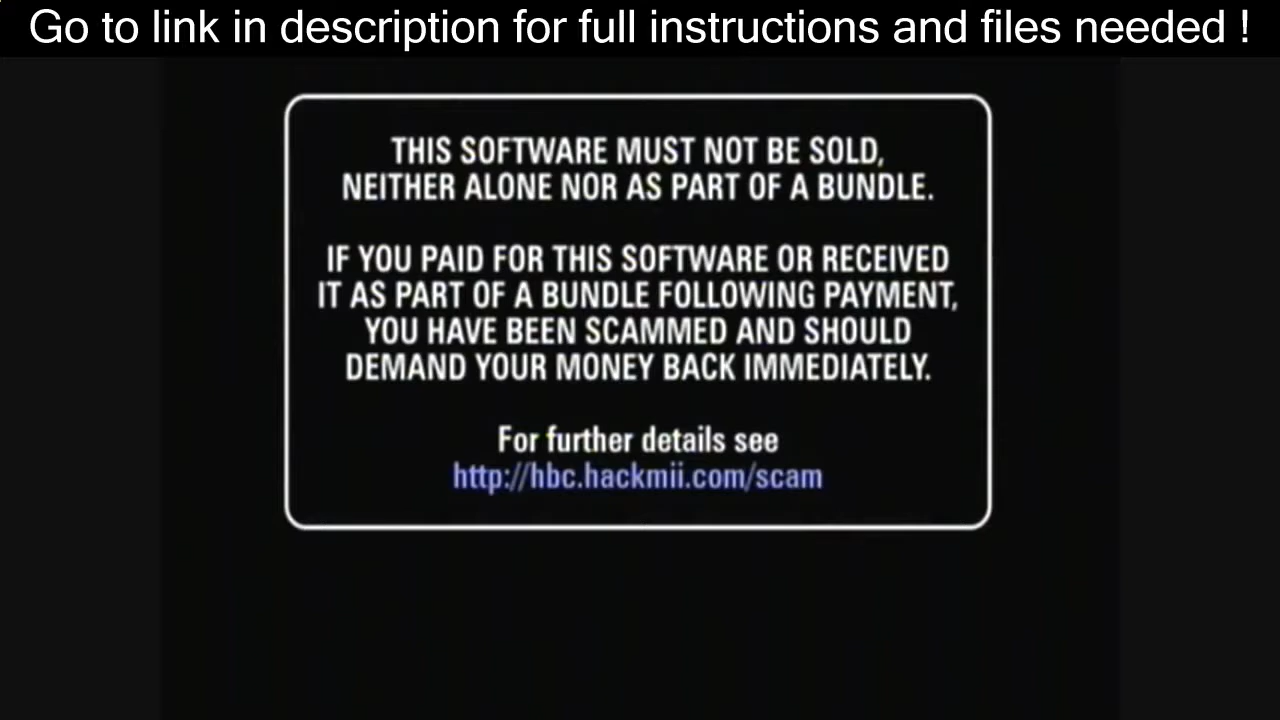 Go to link in description for full instructions and files needed !
THIS SOFTWARE MUST NOT BE SOLD,
NEITHER ALONE NOR AS PART OF A BUNDLE.
IF YOU PAID FOR THIS SOFTWARE OR RECEIVED
IT AS PART OF A BUNDLE FOLLOWING PAYMENT,
YOU HAVE BEEN SCAMMED AND SHOULD
DEMAND YOUR MONEY BACK IMMEDIATELY.
For further details see
http://hbc.hackmii.com/scam